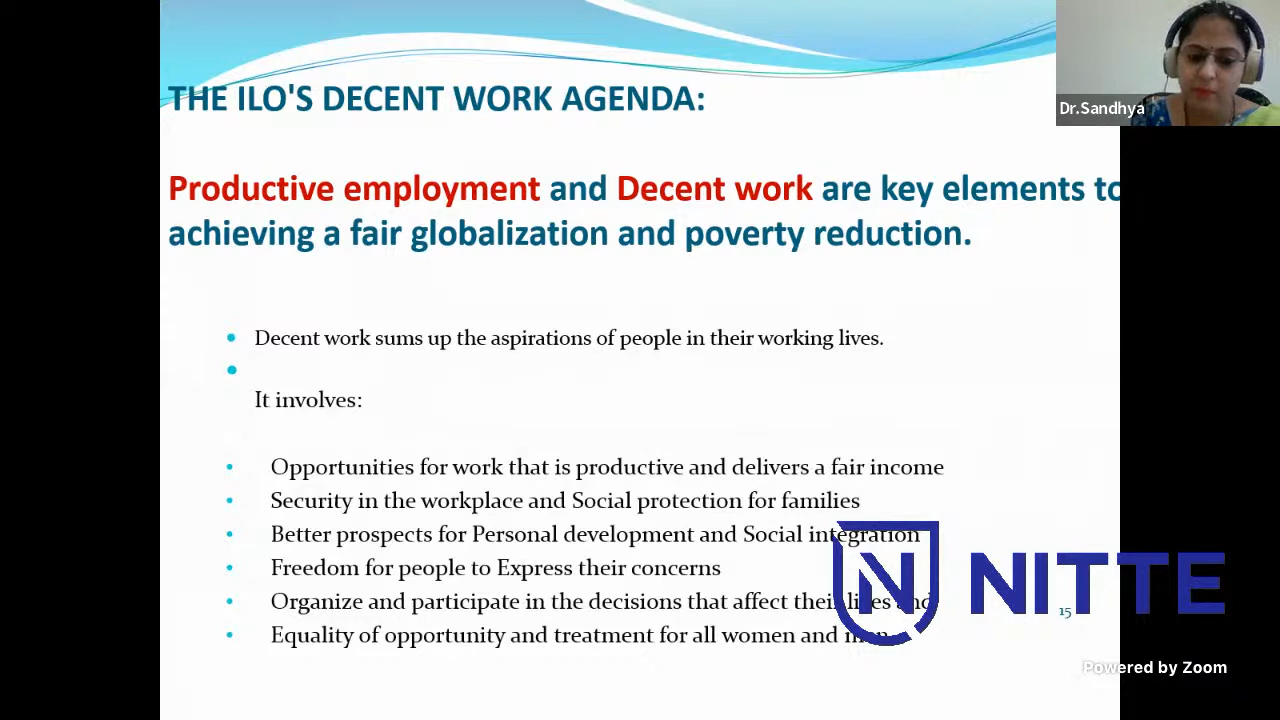 THE ILO'S DECENT WORK AGENDA:
Dr.Sandhya
Productive employment and Decent work are key elements to
achieving a fair globalization and poverty reduction.
Decent work sums up the aspirations of people in their working lives.
It involves:
Opportunities for work that is productive and delivers a fair income
Security in the workplace and Social protection for families
Better prospects for Personal development and Social integration
Freedom for people to Express their concerns
Organize and participate in the decisions that affect their lives and
Equality of opportunity and treatment for all women and men
NITTE
15
Powered by Zoom